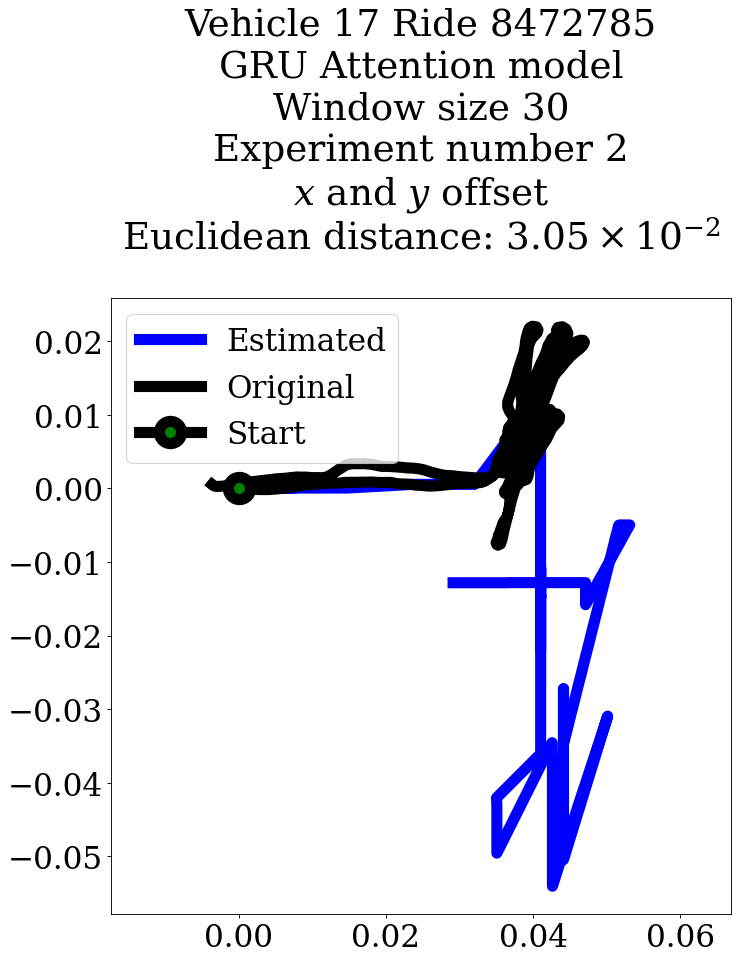 Vehicle 17 Ride 8472785
GRU Attention model
Window size 30
Experiment number 2
x and y offset
Euclidean distance: 3.05 × 10⁻²
Estimated
Original
Start
0.02
0.01
0.00
−0.01
−0.02
−0.03
−0.04
−0.05
0.00 0.02 0.04 0.06